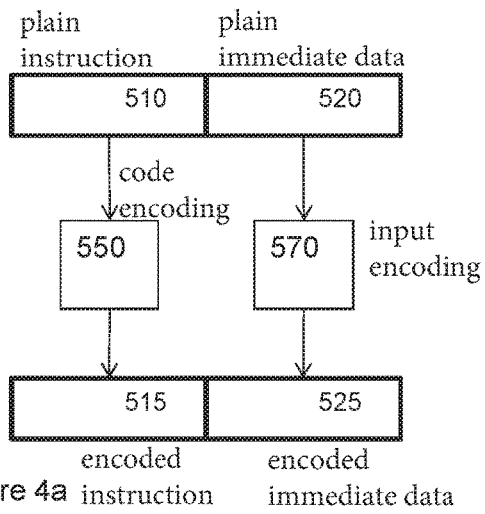 plain
instruction
plain
immediate data
510
520
code
encoding
550
570
input
encoding
515
525
encoded
instruction
encoded
immediate data
re 4a